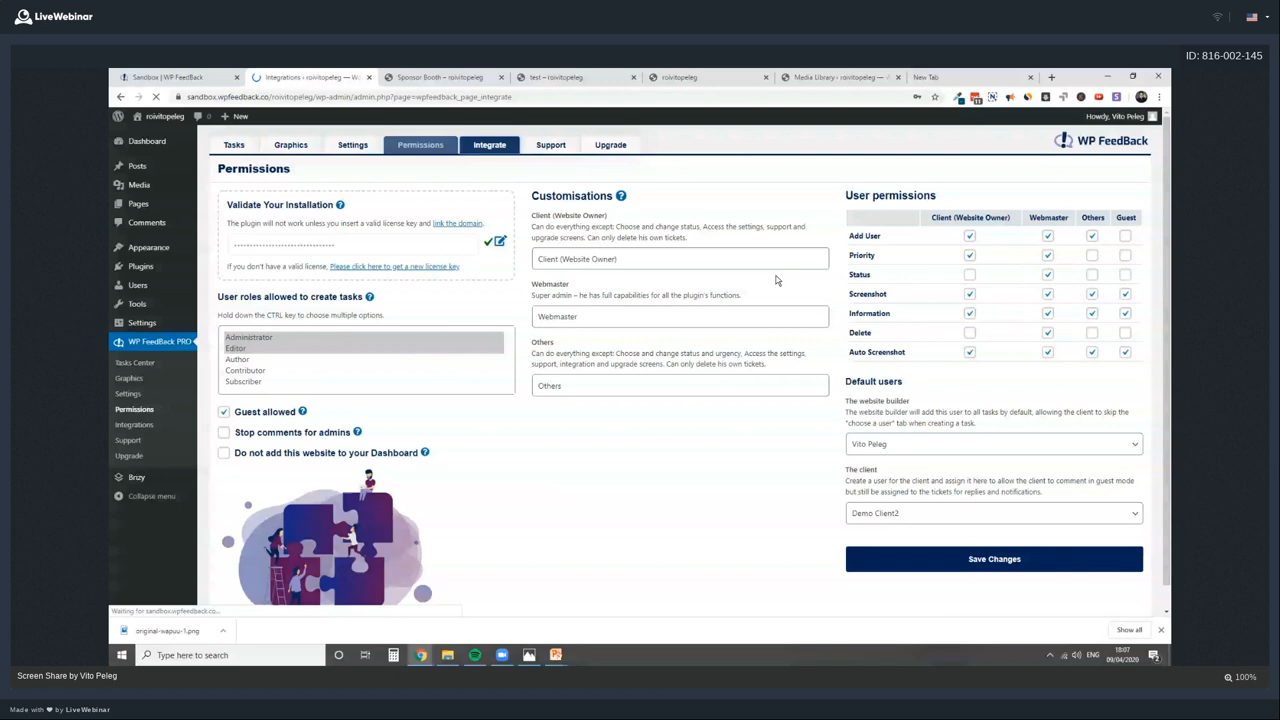 LiveWebinar
ID: 816-002-145
Sandbox | WP FeedBack
Integrations ‹ roivitopeleg — W
Sponsor Booth – roivitopeleg
test – roivitopeleg
roivitopeleg
Media Library ‹ roivitopeleg — W
New Tab
sandbox.wpfeedback.co/roivitopeleg/wp-admin/admin.php?page=wpfeedback_page_integrate
roivitopeleg
0
New
Howdy, Vito Peleg
Dashboard
Posts
Media
Pages
Comments
Appearance
Plugins
Users
Tools
Settings
WP FeedBack PRO
Tasks Center
Graphics
Settings
Permissions
Integrations
Support
Upgrade
Brizy
Collapse menu
Tasks
Graphics
Settings
Permissions
Integrate
Support
Upgrade
WP FeedBack
Permissions
Validate Your Installation
The plugin will not work unless you insert a valid license key and link the domain.
If you don't have a valid license, Please click here to get a new license key
User roles allowed to create tasks
Hold down the CTRL key to choose multiple options.
Administrator
Editor
Author
Contributor
Subscriber
Guest allowed
Stop comments for admins
Do not add this website to your Dashboard
Customisations
Client (Website Owner)
Can do everything except: Choose and change status, Access the settings, support and
upgrade screens. Can only delete his own tickets.
Client (Website Owner)
Webmaster
Super admin – he has full capabilities for all the plugin's functions.
Webmaster
Others
Can do everything except: Choose and change status and urgency, Access the settings,
support, integration and upgrade screens. Can only delete his own tickets.
Others
User permissions
Client (Website Owner) Webmaster Others Guest
Add User
Priority
Status
Screenshot
Information
Delete
Auto Screenshot
Default users
The website builder
The website builder will add this user to all tasks by default, allowing the client to skip the
"choose a user" tab when creating a task.
Vito Peleg
The client
Create a user for the client and assign it here to allow the client to comment in guest mode
but still be assigned to the tickets for replies and notifications.
Demo Client2
Save Changes
Waiting for sandbox.wpfeedback.co...
original-wapuu-1.png
Show all
Type here to search
ENG
18:07
09/04/2020
Screen Share by Vito Peleg
100%
Made with ❤ by LiveWebinar